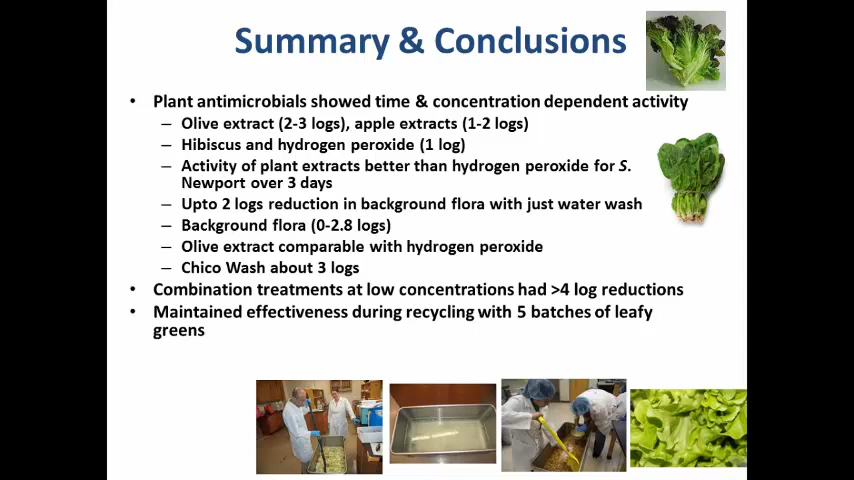 Summary & Conclusions
• Plant antimicrobials showed time & concentration dependent activity
– Olive extract (2-3 logs), apple extracts (1-2 logs)
– Hibiscus and hydrogen peroxide (1 log)
– Activity of plant extracts better than hydrogen peroxide for S.
Newport over 3 days
– Upto 2 logs reduction in background flora with just water wash
– Background flora (0-2.8 logs)
– Olive extract comparable with hydrogen peroxide
– Chico Wash about 3 logs
• Combination treatments at low concentrations had >4 log reductions
• Maintained effectiveness during recycling with 5 batches of leafy
greens